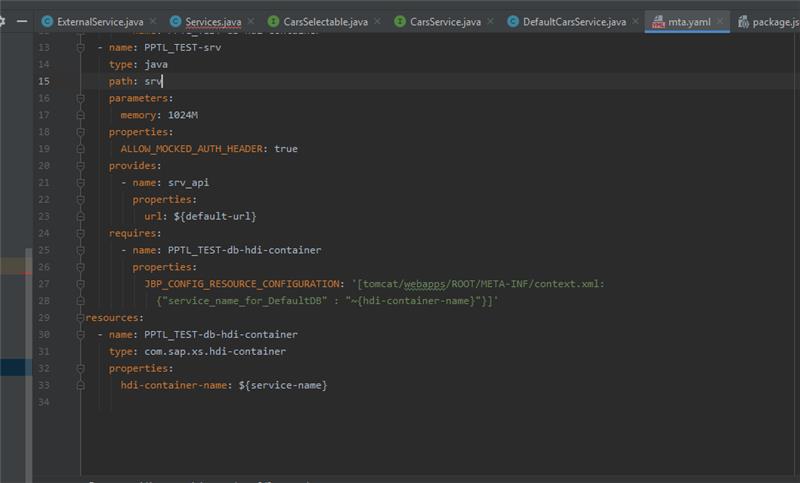 ExternalService.java Services.java CarsSelectable.java CarsService.java DefaultCarsService.java mta.yaml package.js
13 - name: PPTL_TEST-srv
14 type: java
15 path: srv
16 parameters:
17 memory: 1024M
18 properties:
19 ALLOW_MOCKED_AUTH_HEADER: true
20 provides:
21 - name: srv_api
22 properties:
23 url: ${default-url}
24 requires:
25 - name: PPTL_TEST-db-hdi-container
26 properties:
27 JBP_CONFIG_RESOURCE_CONFIGURATION: '[tomcat/webapps/ROOT/META-INF/context.xml:
28 {"service_name_for_DefaultDB" : "~{hdi-container-name}"}]'
29 resources:
30 - name: PPTL_TEST-db-hdi-container
31 type: com.sap.xs.hdi-container
32 properties:
33 hdi-container-name: ${service-name}
34